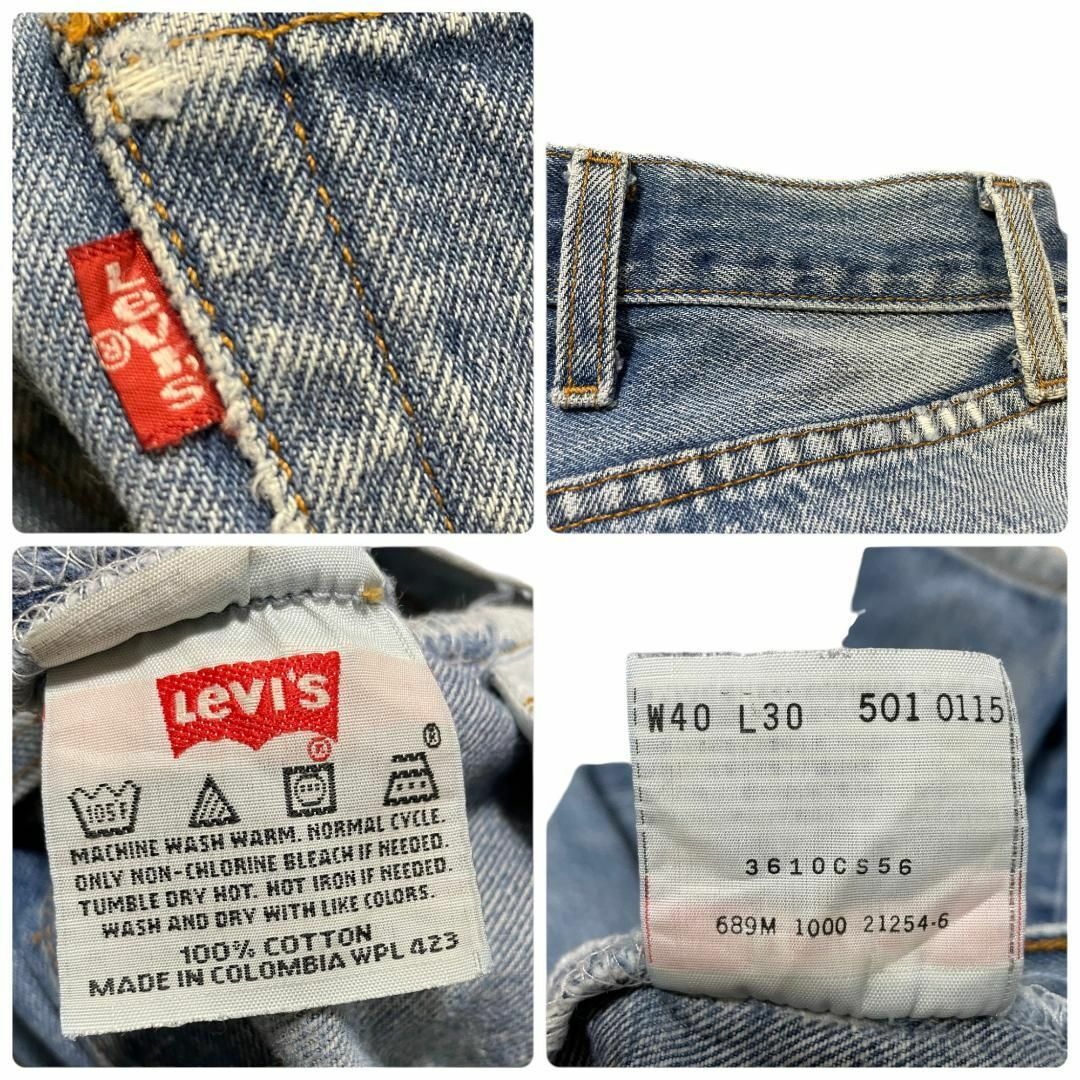 LEVI'S
®
LEVI'S
®
105F
®
MACHINE WASH WARM. NORMAL CYCLE.
ONLY NON-CHLORINE BLEACH IF NEEDED.
TUMBLE DRY HOT. HOT IRON IF NEEDED.
WASH AND DRY WITH LIKE COLORS.
100% COTTON
MADE IN COLOMBIA WPL 423
W40 L30 501 0115
3610CS56
689M 1000 21254-6